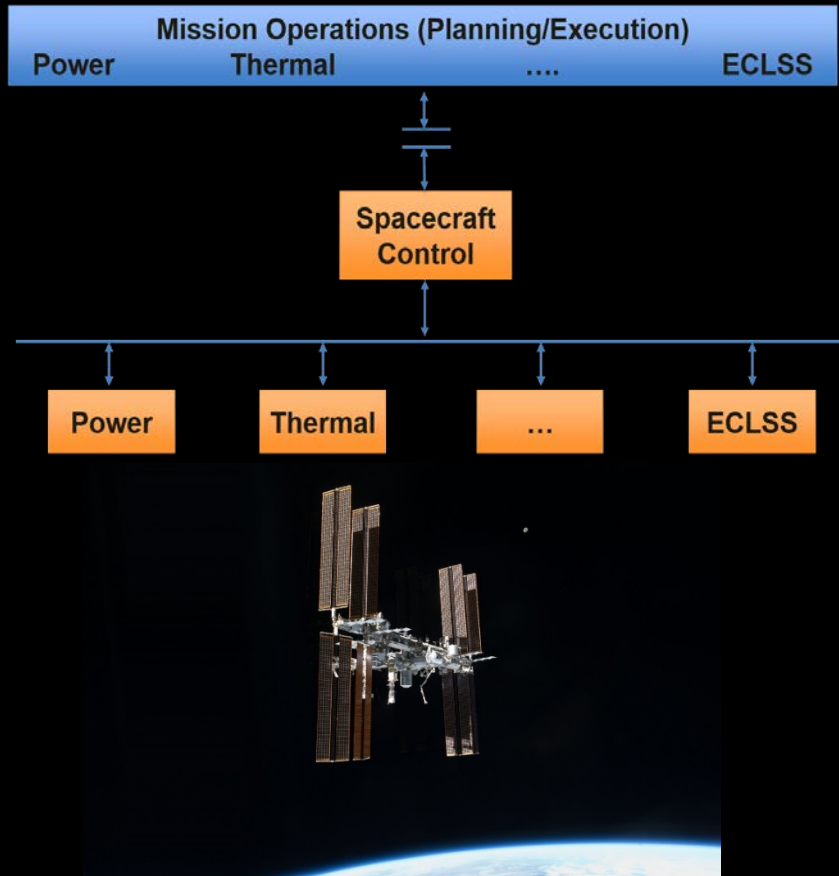 Mission Operations (Planning/Execution)
Power Thermal .... ECLSS
Spacecraft
Control
Power Thermal ... ECLSS